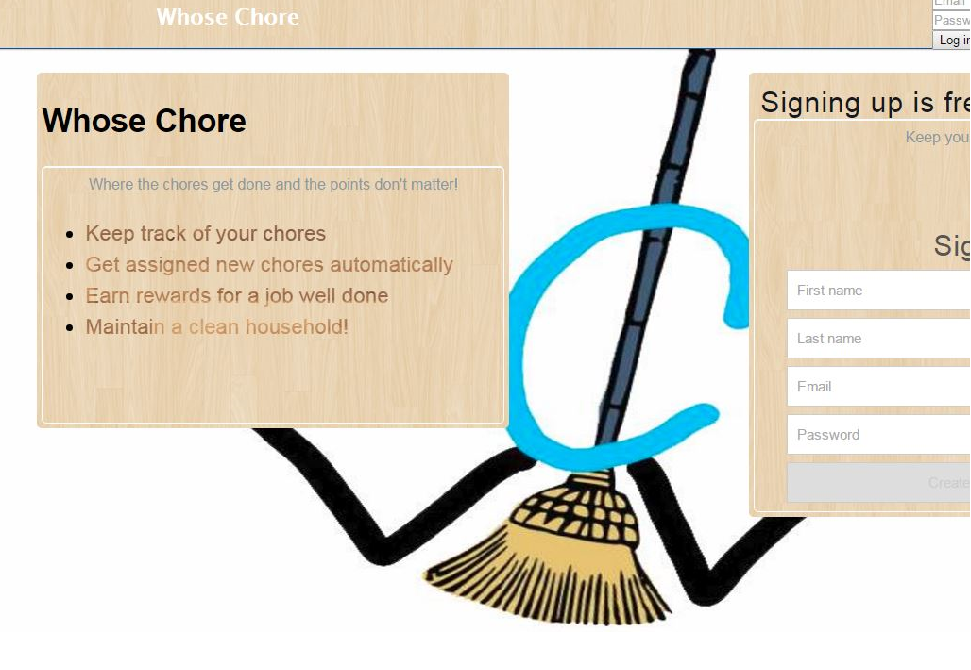 Whose Chore
Email
Passw
Log in
Whose Chore
Where the chores get done and the points don't matter!
Keep track of your chores
Get assigned new chores automatically
Earn rewards for a job well done
Maintain a clean household!
Signing up is fre
Keep you
Sig
First name
Last name
Email
Password
Create
C